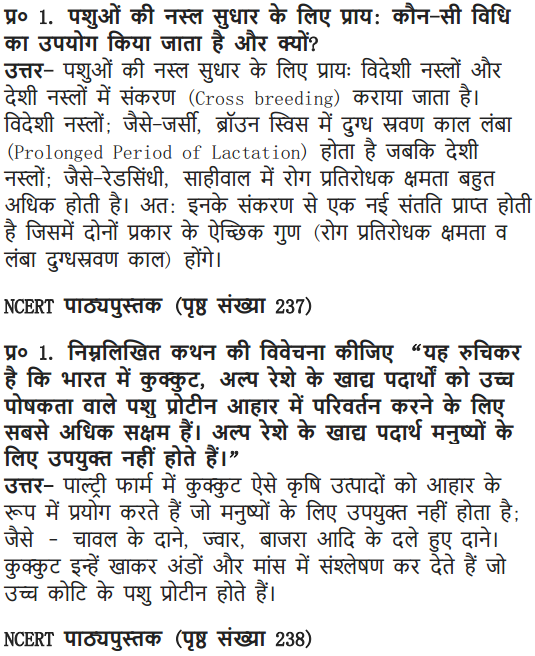 प्र० 1. पशुओं की नस्ल सुधार के लिए प्राय: कौन-सी विधि
का उपयोग किया जाता है और क्यों?
उत्तर- पशुओं की नस्ल सुधार के लिए प्रायः विदेशी नस्लों और
देशी नस्लों में संकरण (Cross breeding) कराया जाता है।
विदेशी नस्लों; जैसे-जर्सी, ब्रॉउन स्विस में दुग्ध स्रवण काल लंबा
(Prolonged Period of Lactation) होता है जबकि देशी
नस्लों; जैसे-रेडसिंधी, साहीवाल में रोग प्रतिरोधक क्षमता बहुत
अधिक होती है। अत: इनके संकरण से एक नई संतति प्राप्त होती
है जिसमें दोनों प्रकार के ऐच्छिक गुण (रोग प्रतिरोधक क्षमता व
लंबा दुग्धस्रवण काल) होंगे।
NCERT पाठ्यपुस्तक (पृष्ठ संख्या 237)
प्र० 1. निम्नलिखित कथन की विवेचना कीजिए “यह रुचिकर
है कि भारत में कुक्कुट, अल्प रेशे के खाद्य पदार्थों को उच्च
पोषकता वाले पशु प्रोटीन आहार में परिवर्तन करने के लिए
सबसे अधिक सक्षम हैं। अल्प रेशे के खाद्य पदार्थ मनुष्यों के
लिए उपयुक्त नहीं होते हैं।”
उत्तर- पाल्ट्री फार्म में कुक्कुट ऐसे कृषि उत्पादों को आहार के
रूप में प्रयोग करते हैं जो मनुष्यों के लिए उपयुक्त नहीं होता है;
जैसे - चावल के दाने, ज्वार, बाजरा आदि के दले हुए दाने।
कुक्कुट इन्हें खाकर अंडों और मांस में संश्लेषण कर देते हैं जो
उच्च कोटि के पशु प्रोटीन होते हैं।
NCERT पाठ्यपुस्तक (पृष्ठ संख्या 238)